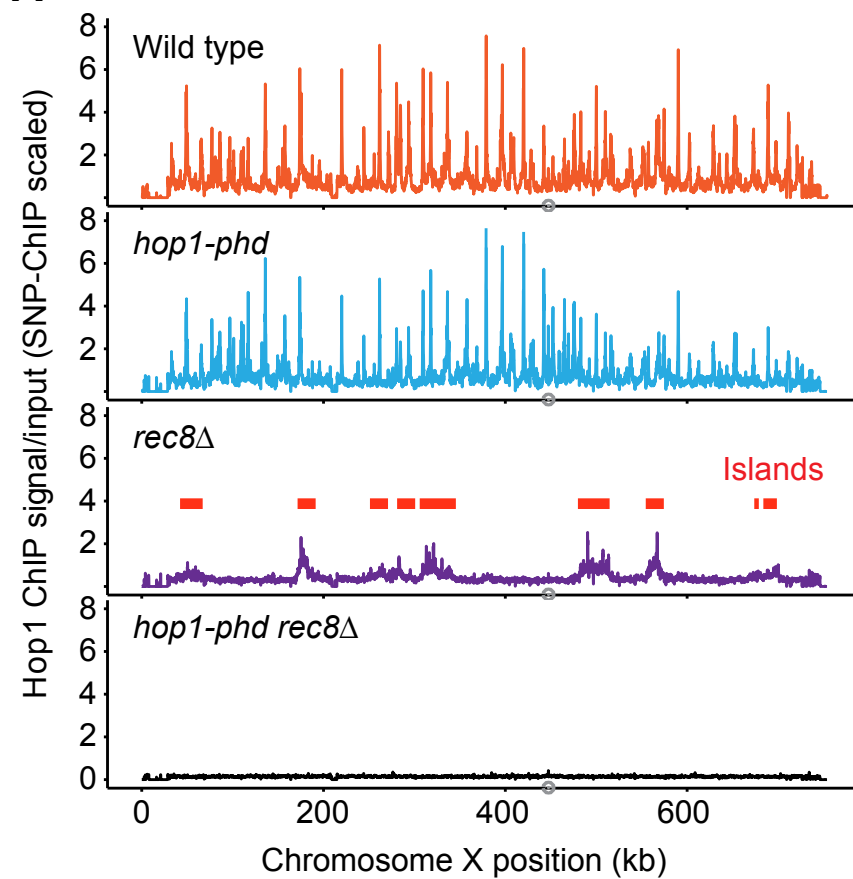 Hop1 ChIP signal/input (SNP-ChIP scaled)
Wild type
8
6
4
2
hop1-phd
8
6
4
2
rec8Δ
Islands
8
6
4
2
hop1-phd rec8Δ
8
6
4
2
0
0 200 400 600
Chromosome X position (kb)